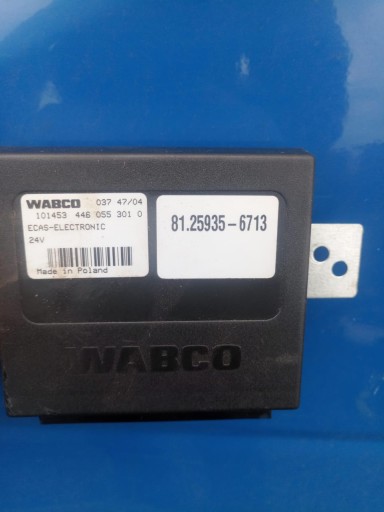 WABCO 037 47/04
101453 446 055 301 0
ECAS-ELECTRONIC
24V
Made in Poland
81.25935-6713
WABCO